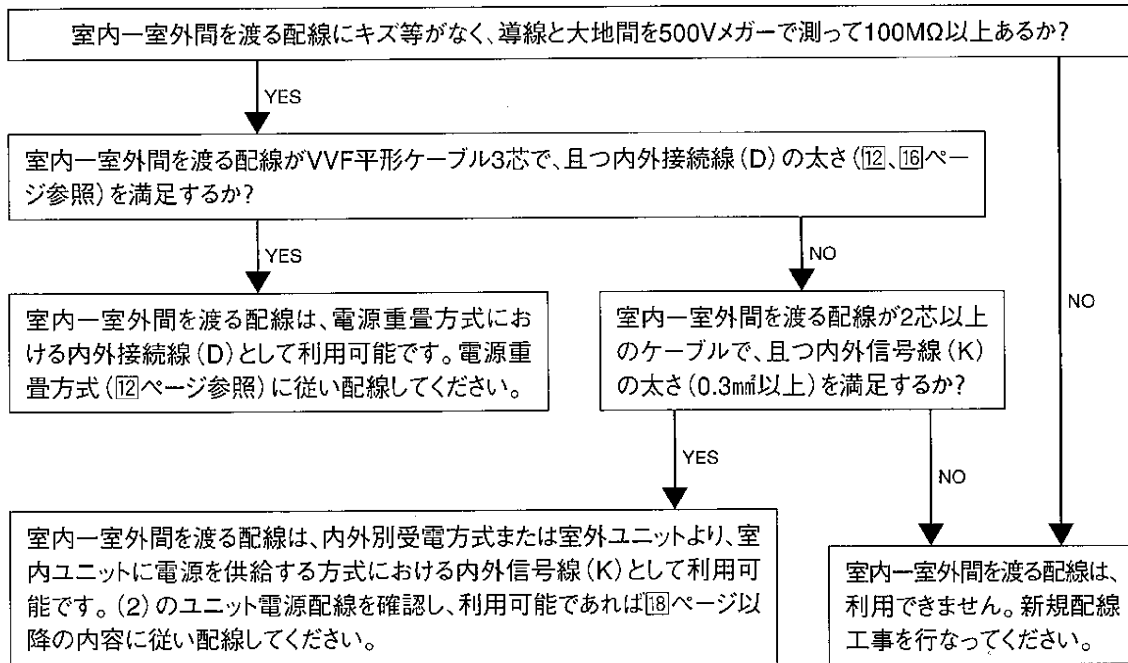 室内ー室外間を渡る配線にキズ等がなく、導線と大地間を500Vメガーで測って100MΩ以上あるか?
YES
室内ー室外間を渡る配線がVVF平形ケーブル3芯で、且つ内外接続線(D)の太さ(12、16ペー
ジ参照)を満足するか?
YES
NO
NO
室内ー室外間を渡る配線は、電源重畳方式にお
ける内外接続線(D)として利用可能です。電源重
畳方式(12ページ参照)に従い配線してください。
室内ー室外間を渡る配線が2芯以上
のケーブルで、且つ内外信号線(K)
の太さ(0.3㎟以上)を満足するか?
YES
NO
室内ー室外間を渡る配線は、内外別受電方式または室外ユニットより、室
内ユニットに電源を供給する方式における内外信号線(K)として利用可
能です。(2)のユニット電源配線を確認し、利用可能であれば18ページ以
降の内容に従い配線してください。
室内ー室外間を渡る配線は、
利用できません。新規配線
工事を行なってください。